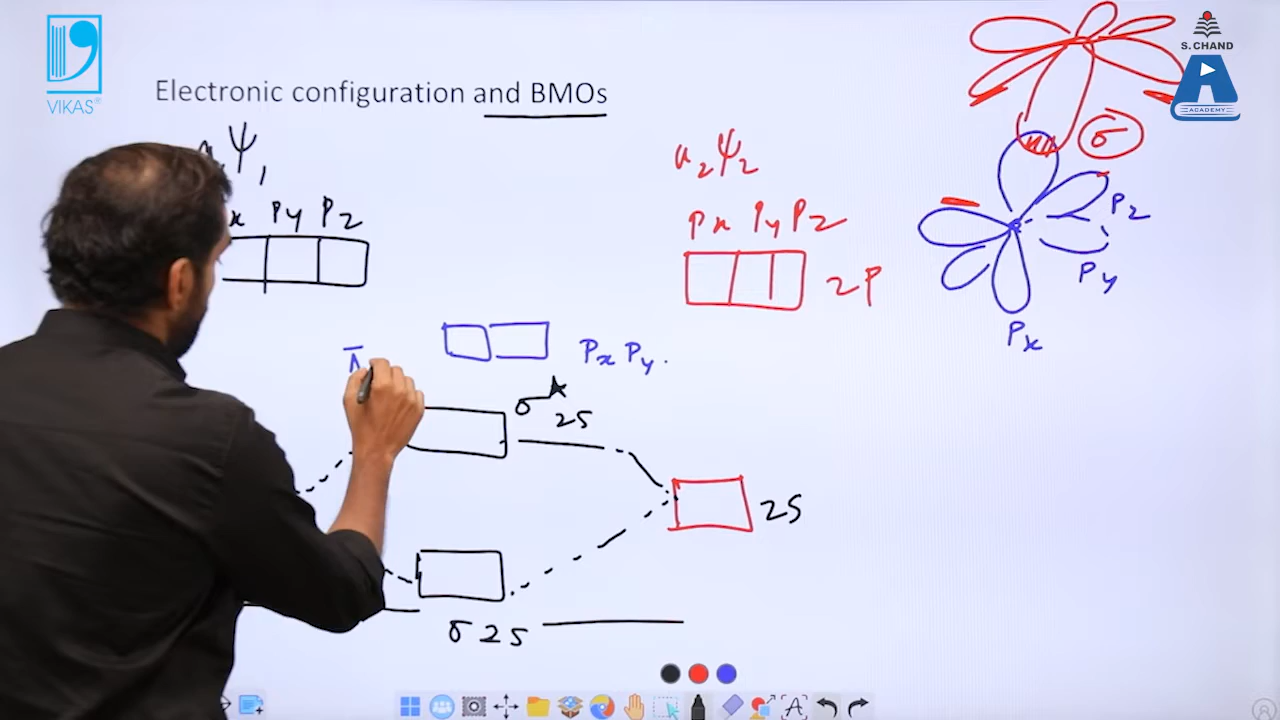 VIKAS®
S. CHAND
ACADEMY
Electronic configuration and BMOs
ψ1
a2ψ2
x Py Pz
Px Py Pz
2P
σ
Pz
Py
Px
Px Py.
σ* 2s
2s
σ 2s